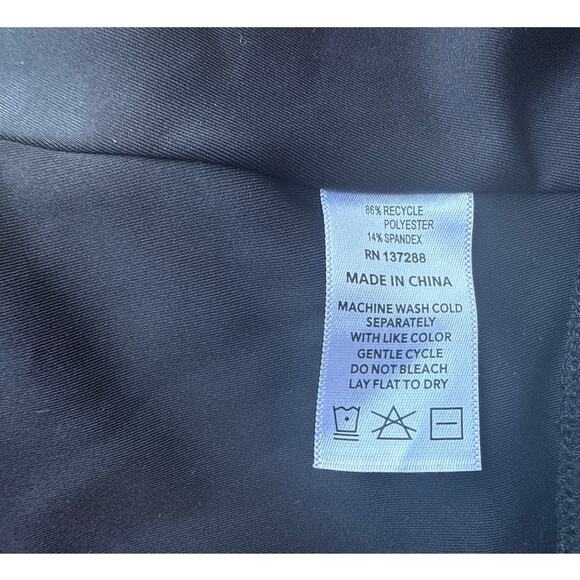 86% RECYCLE
POLYESTER
14% SPANDEX
RN 137288
MADE IN CHINA
MACHINE WASH COLD
SEPARATELY
WITH LIKE COLOR
GENTLE CYCLE
DO NOT BLEACH
LAY FLAT TO DRY